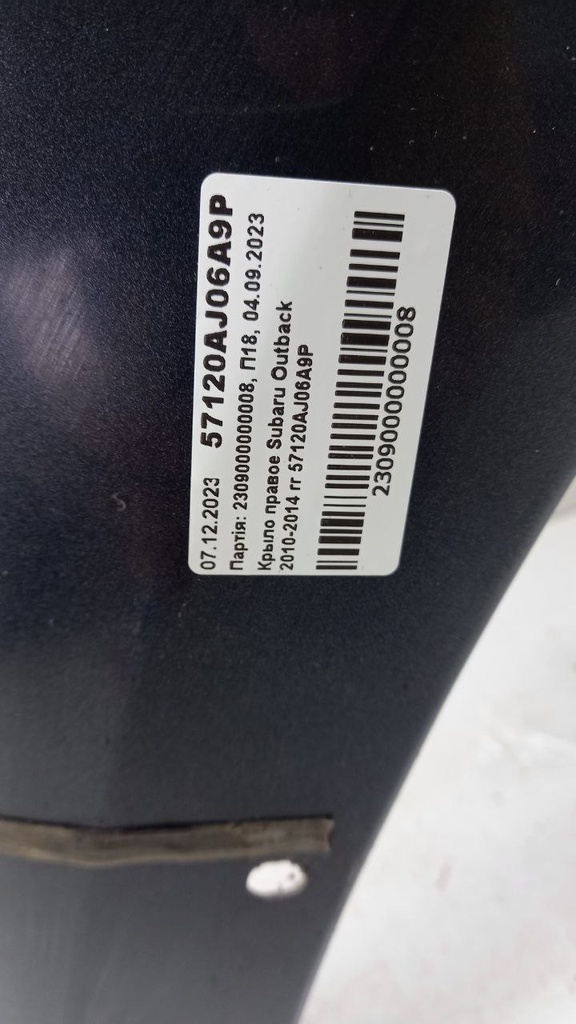 07.12.2023 57120AJ06A9P
Партія: 2309000000008, П18, 04.09.2023
Крыло правое Subaru Outback
2010-2014 гг 57120AJ06A9P
2309000000008